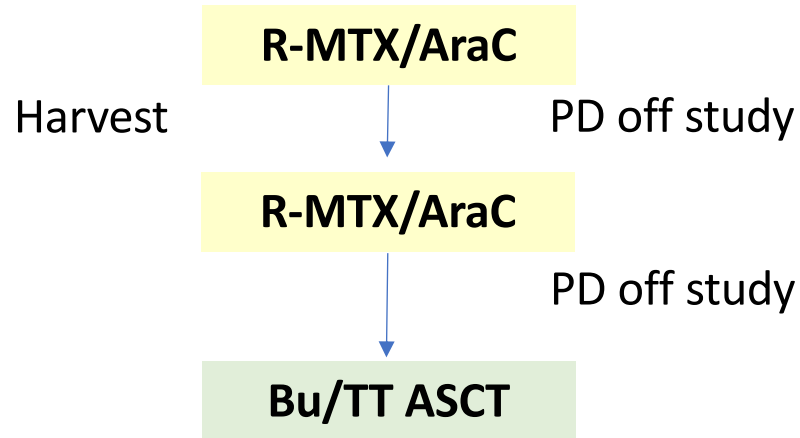 R-MTX/AraC
Harvest
PD off study
R-MTX/AraC
PD off study
Bu/TT ASCT